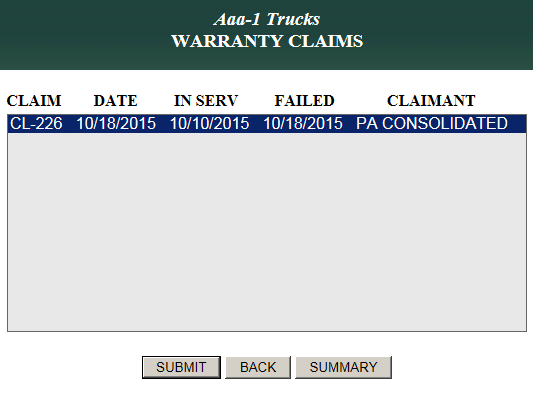 Aaa-1 Trucks
WARRANTY CLAIMS
CLAIM DATE IN SERV FAILED CLAIMANT
CL-226 10/18/2015 10/10/2015 10/18/2015 PA CONSOLIDATED
SUBMIT BACK SUMMARY